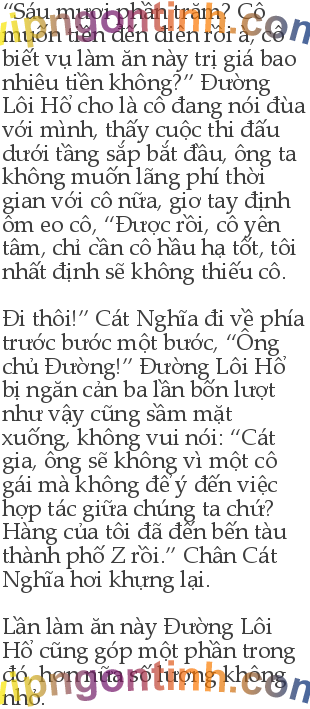 “Sáu mươi phần trăm? Cô
muốn tiền đến điên rồi à, cô
biết vụ làm ăn này trị giá bao
nhiêu tiền không?” Đường
Lôi Hổ cho là cô đang nói đùa
với mình, thấy cuộc thi đấu
dưới tầng sắp bắt đầu, ông ta
không muốn lãng phí thời
gian với cô nữa, giơ tay định
ôm eo cô, “Được rồi, cô yên
tâm, chỉ cần cô hầu hạ tốt, tôi
nhất định sẽ không thiếu cô.

Đi thôi!” Cát Nghĩa đi về phía
trước bước một bước, “Ông
chủ Đường!” Đường Lôi Hổ
bị ngăn cản ba lần bốn lượt
như vậy cũng sầm mặt
xuống, không vui nói: “Cát
gia, ông sẽ không vì một cô
gái mà không để ý đến việc
hợp tác giữa chúng ta chứ?
Hàng của tôi đã đến bến tàu
thành phố Z rồi.” Chân Cát
Nghĩa hơi khựng lại.

Lần làm ăn này Đường Lôi
Hổ cũng góp một phần trong
đó, hơn nữa số lượng không
nhỏ.
vipngontinh.com
vipngontinh.com